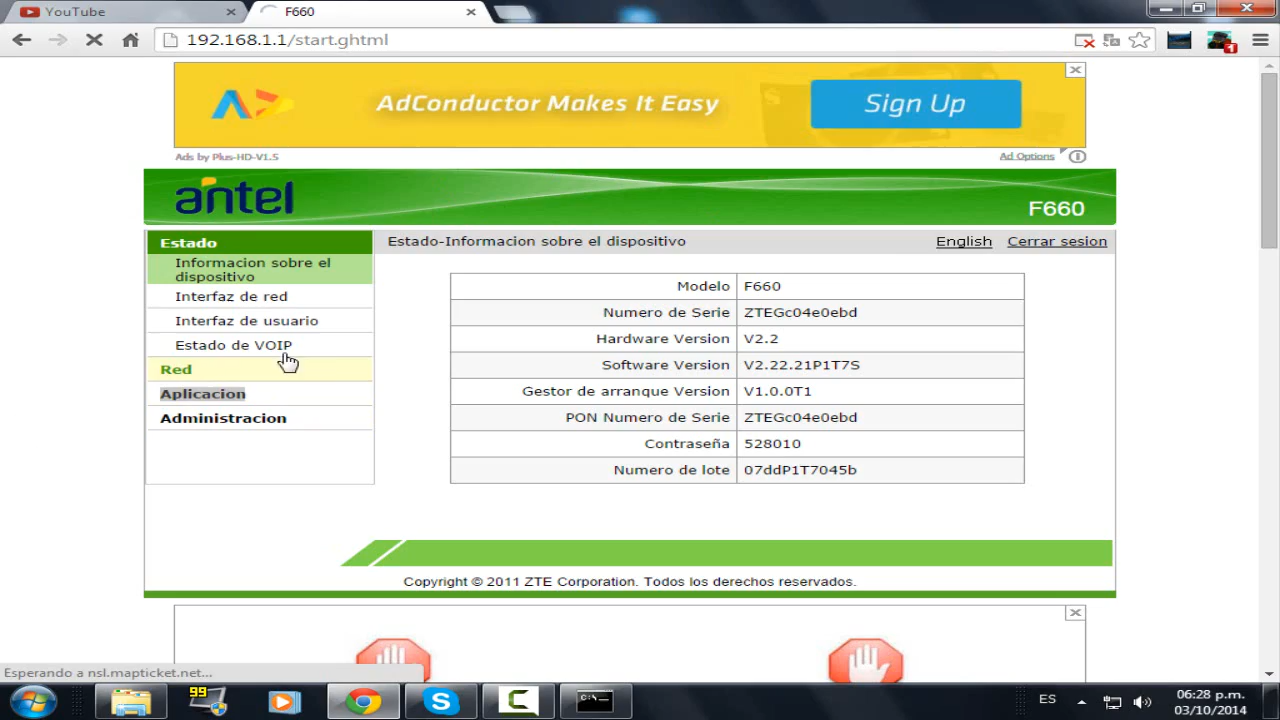 YouTube
F660
192.168.1.1/start.ghtml
1
AdConductor Makes It Easy
Sign Up
Ads by Plus-HD-V1.5
Ad Options
antel
F660
Estado
Estado-Informacion sobre el dispositivo
English
Cerrar sesion
Informacion sobre el
dispositivo
Interfaz de red
Interfaz de usuario
Estado de VOIP
Red
Aplicacion
Administracion
Modelo F660
Numero de Serie ZTEGc04e0ebd
Hardware Version V2.2
Software Version V2.22.21P1T7S
Gestor de arranque Version V1.0.0T1
PON Numero de Serie ZTEGc04e0ebd
Contraseña 528010
Numero de lote 07ddP1T7045b
Copyright © 2011 ZTE Corporation. Todos los derechos reservados.
Esperando a nsl.mapticket.net...
99
C:\.
ES
06:28 p.m.
03/10/2014